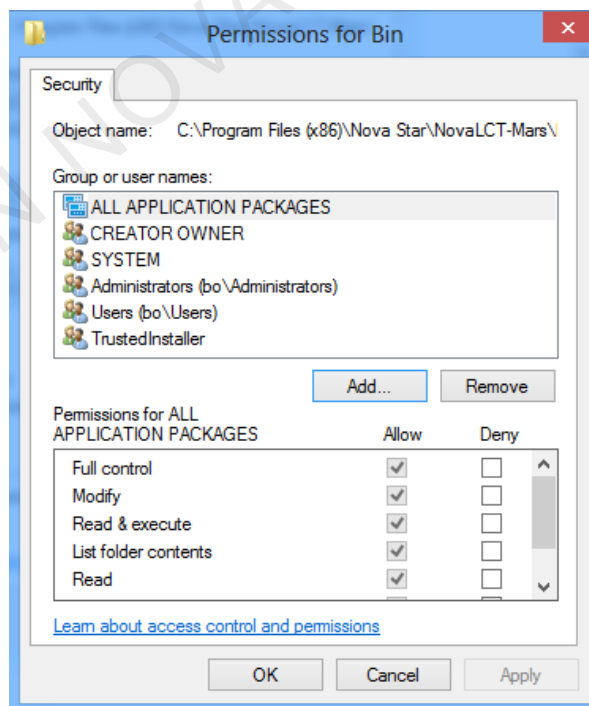 Permissions for Bin
Security
Object name: C:\Program Files (x86)\Nova Star\NovaLCT-Mars\
Group or user names:
ALL APPLICATION PACKAGES
CREATOR OWNER
SYSTEM
Administrators (bo\Administrators)
Users (bo\Users)
TrustedInstaller
Add...
Remove
Permissions for ALL
APPLICATION PACKAGES
Allow
Deny
Full control
Modify
Read & execute
List folder contents
Read
Learn about access control and permissions
OK
Cancel
Apply